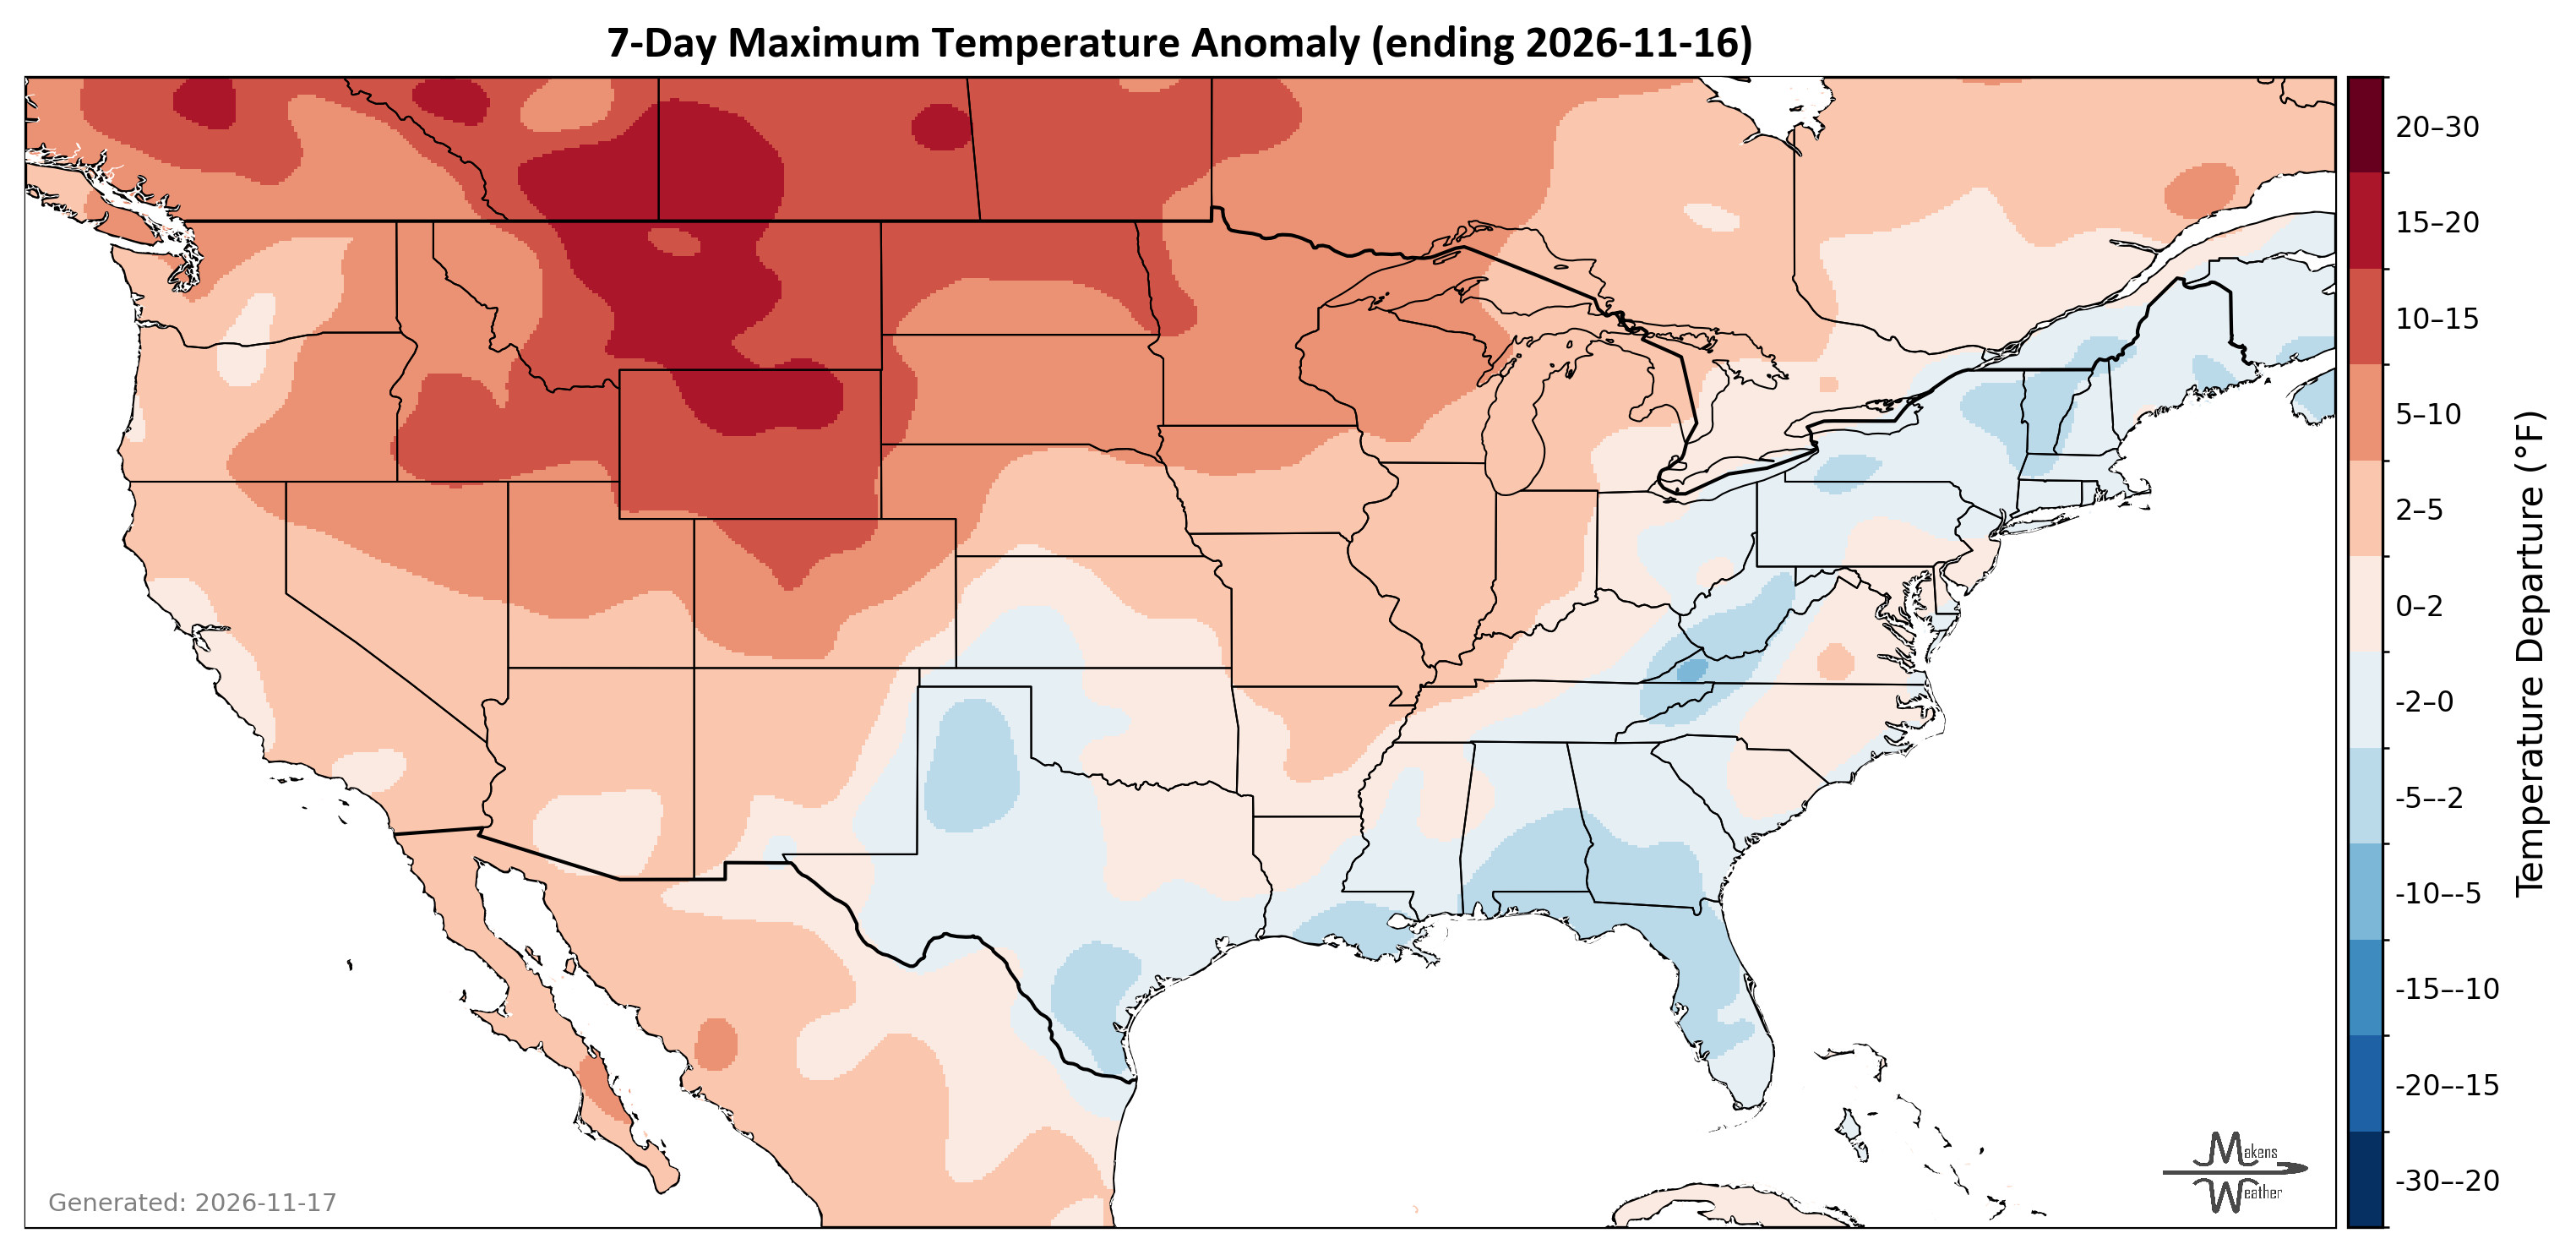 7-Day Maximum Temperature Anomaly (ending 2026-11-16)
20–30
15–20
10–15
5–10
2–5
0–2
-2–0
-5–-2
-10–-5
-15–-10
-20–-15
-30–-20
Temperature Departure (°F)
Generated: 2026-11-17
Makens
Weather